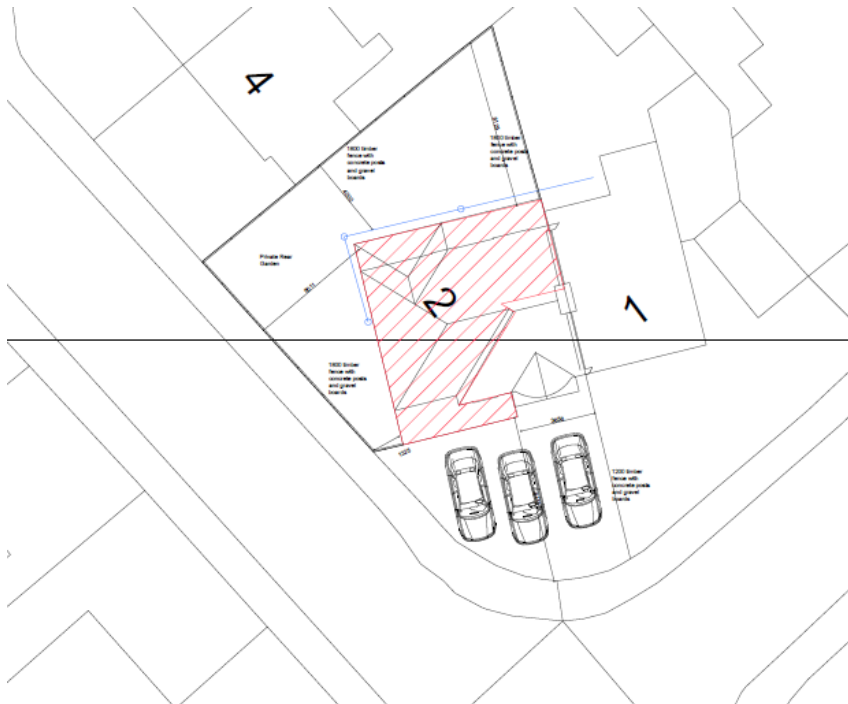 4
1800 timber
fence with
concrete posts
and gravel
boards
1800 timber
fence with
concrete posts
and gravel
boards
Private Rear
Garden
2
1
1800 timber
fence with
concrete posts
and gravel
boards
1200 timber
fence with
concrete posts
and gravel
boards